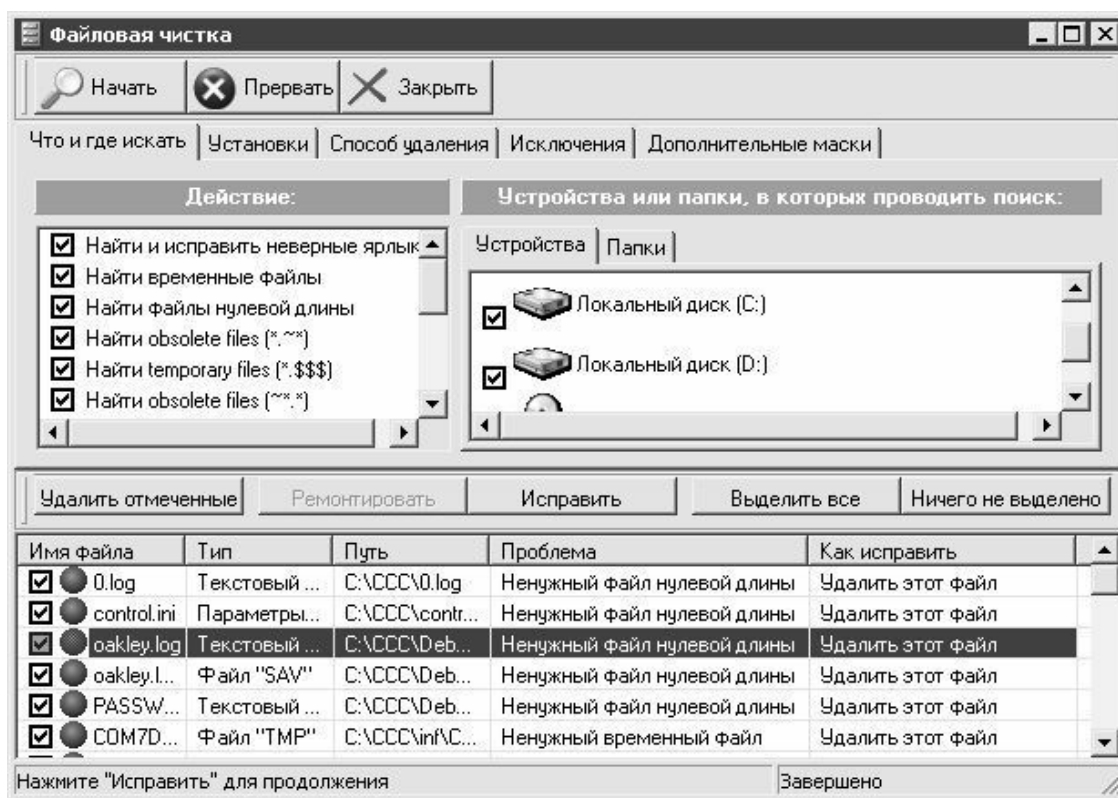 Файловая чистка
Начать Прервать Закрыть
Что и где искать Установки Способ удаления Исключения Дополнительные маски
Действие:
Найти и исправить неверные ярлык
Найти временные файлы
Найти файлы нулевой длины
Найти obsolete files (*.~*)
Найти temporary files (*.$$$)
Найти obsolete files (~*.*)
Устройства или папки, в которых проводить поиск:
Устройства Папки
Локальный диск (C:)
Локальный диск (D:)
Удалить отмеченные Ремонтировать Исправить Выделить все Ничего не выделено
Имя файла Тип Путь Проблема Как исправить
0.log Текстовый ... C:\CCC\0.log Ненужный файл нулевой длины Удалить этот файл
control.ini Параметры... C:\CCC\contr... Ненужный файл нулевой длины Удалить этот файл
oakley.log Текстовый ... C:\CCC\Deb... Ненужный файл нулевой длины Удалить этот файл
oakley.l... Файл "SAV" C:\CCC\Deb... Ненужный файл нулевой длины Удалить этот файл
PASSW... Текстовый ... C:\CCC\Deb... Ненужный файл нулевой длины Удалить этот файл
COM7D... Файл "TMP" C:\CCC\inf\C... Ненужный временный файл Удалить этот файл
Нажмите "Исправить" для продолжения Завершено